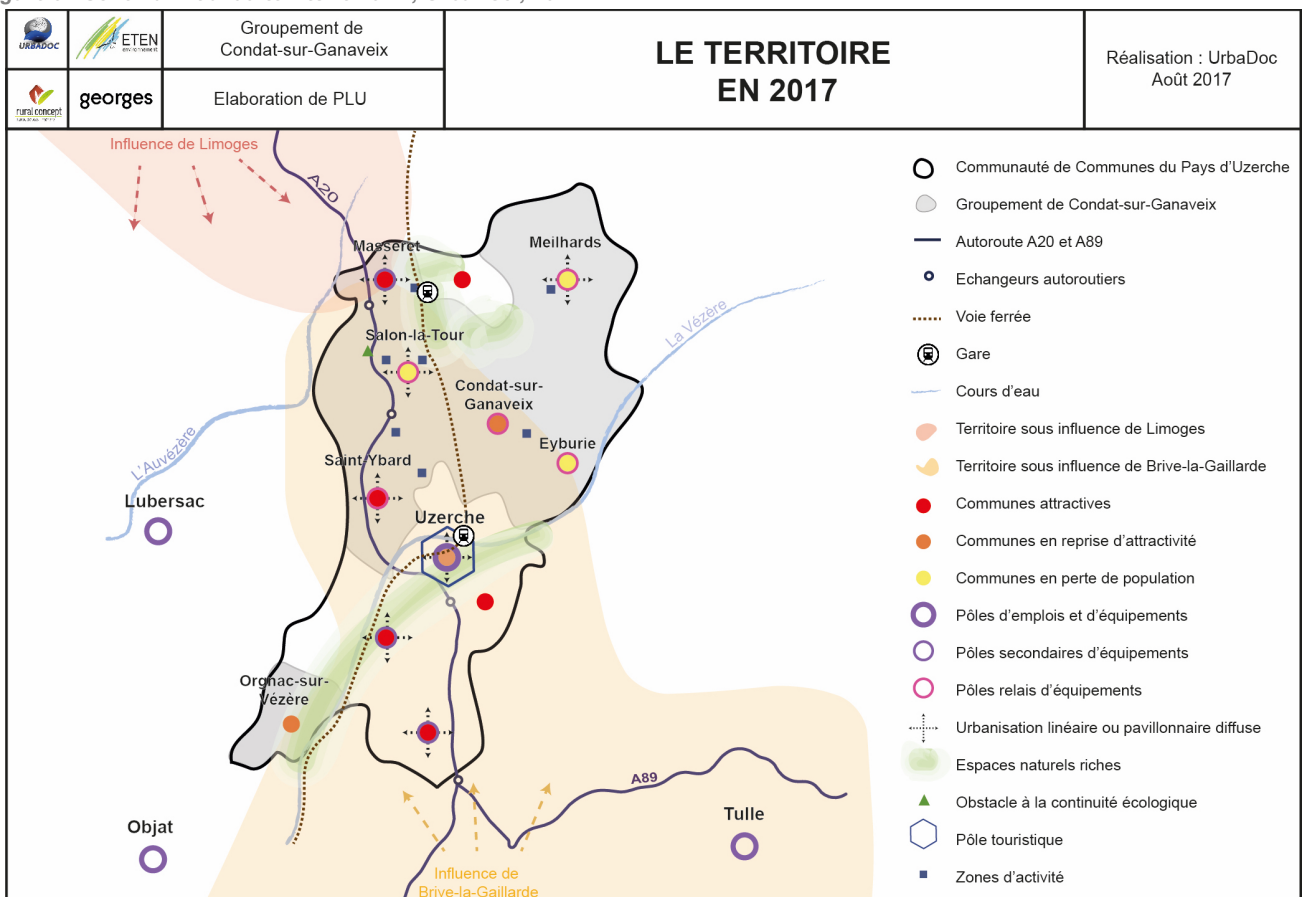 URBADOC
ETEN
environnement
Groupement de
Condat-sur-Ganaveix
LE TERRITOIRE
EN 2017
Réalisation : UrbaDoc
Août 2017
rural concept
georges
Elaboration de PLU
Influence de Limoges
A20
Masseret
Meilhards
Salon-la-Tour
La Vézère
Condat-sur-
Ganaveix
Eyburie
L'Auvézère
Saint-Ybard
Lubersac
Uzerche
Orgnac-sur-
Vézère
A89
Objat
Tulle
Influence de
Brive-la-Gaillarde
Communauté de Communes du Pays d'Uzerche
Groupement de Condat-sur-Ganaveix
Autoroute A20 et A89
Echangeurs autoroutiers
Voie ferrée
Gare
Cours d'eau
Territoire sous influence de Limoges
Territoire sous influence de Brive-la-Gaillarde
Communes attractives
Communes en reprise d'attractivité
Communes en perte de population
Pôles d'emplois et d'équipements
Pôles secondaires d'équipements
Pôles relais d'équipements
Urbanisation linéaire ou pavillonnaire diffuse
Espaces naturels riches
Obstacle à la continuité écologique
Pôle touristique
Zones d'activité